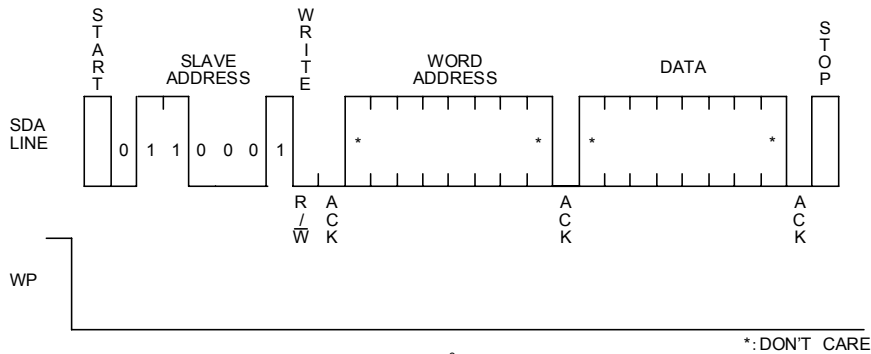 START
WRITE
STOP
SLAVE
ADDRESS
WORD
ADDRESS
DATA
SDA
LINE
0 1 1 0 0 0 1
* * * *
R/W̅
ACK
ACK
ACK
WP
*:DON'T CARE